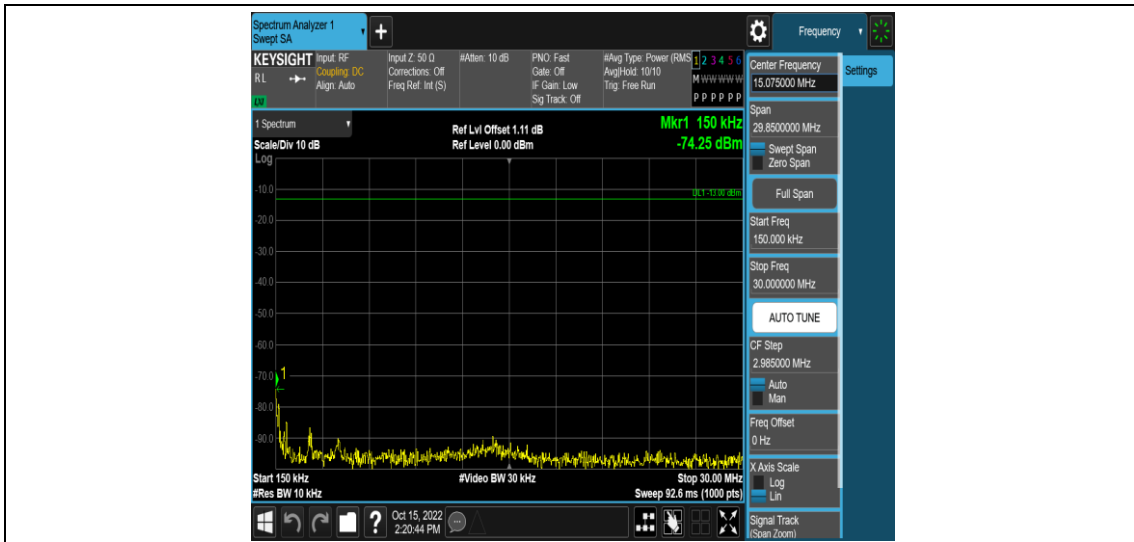 Spectrum Analyzer 1
Swept SA
+
Frequency
KEYSIGHT
RL
Input: RF
Coupling: DC
Align: Auto
Input Z: 50 Ω
Corrections: Off
Freq Ref: Int (S)
#Atten: 10 dB
PNO: Fast
Gate: Off
IF Gain: Low
Sig Track: Off
#Avg Type: Power (RMS
Avg|Hold: 10/10
Trig: Free Run
1 2 3 4 5 6
M W W W W W
P P P P P P
1 Spectrum
Scale/Div 10 dB
Log
Ref Lvl Offset 1.11 dB
Ref Level 0.00 dBm
Mkr1 150 kHz
-74.25 dBm
DL1 -13.00 dBm
-10.0
-20.0
-30.0
-40.0
-50.0
-60.0
-70.0
-80.0
-90.0
1
Start 150 kHz
#Res BW 10 kHz
#Video BW 30 kHz
Stop 30.00 MHz
Sweep 92.6 ms (1000 pts)
Center Frequency
15.075000 MHz
Settings
Span
29.8500000 MHz
Swept Span
Zero Span
Full Span
Start Freq
150.000 kHz
Stop Freq
30.000000 MHz
AUTO TUNE
CF Step
2.985000 MHz
Auto
Man
Freq Offset
0 Hz
X Axis Scale
Log
Lin
Signal Track
(Span Zoom)
?
Oct 15, 2022
2:20:44 PM